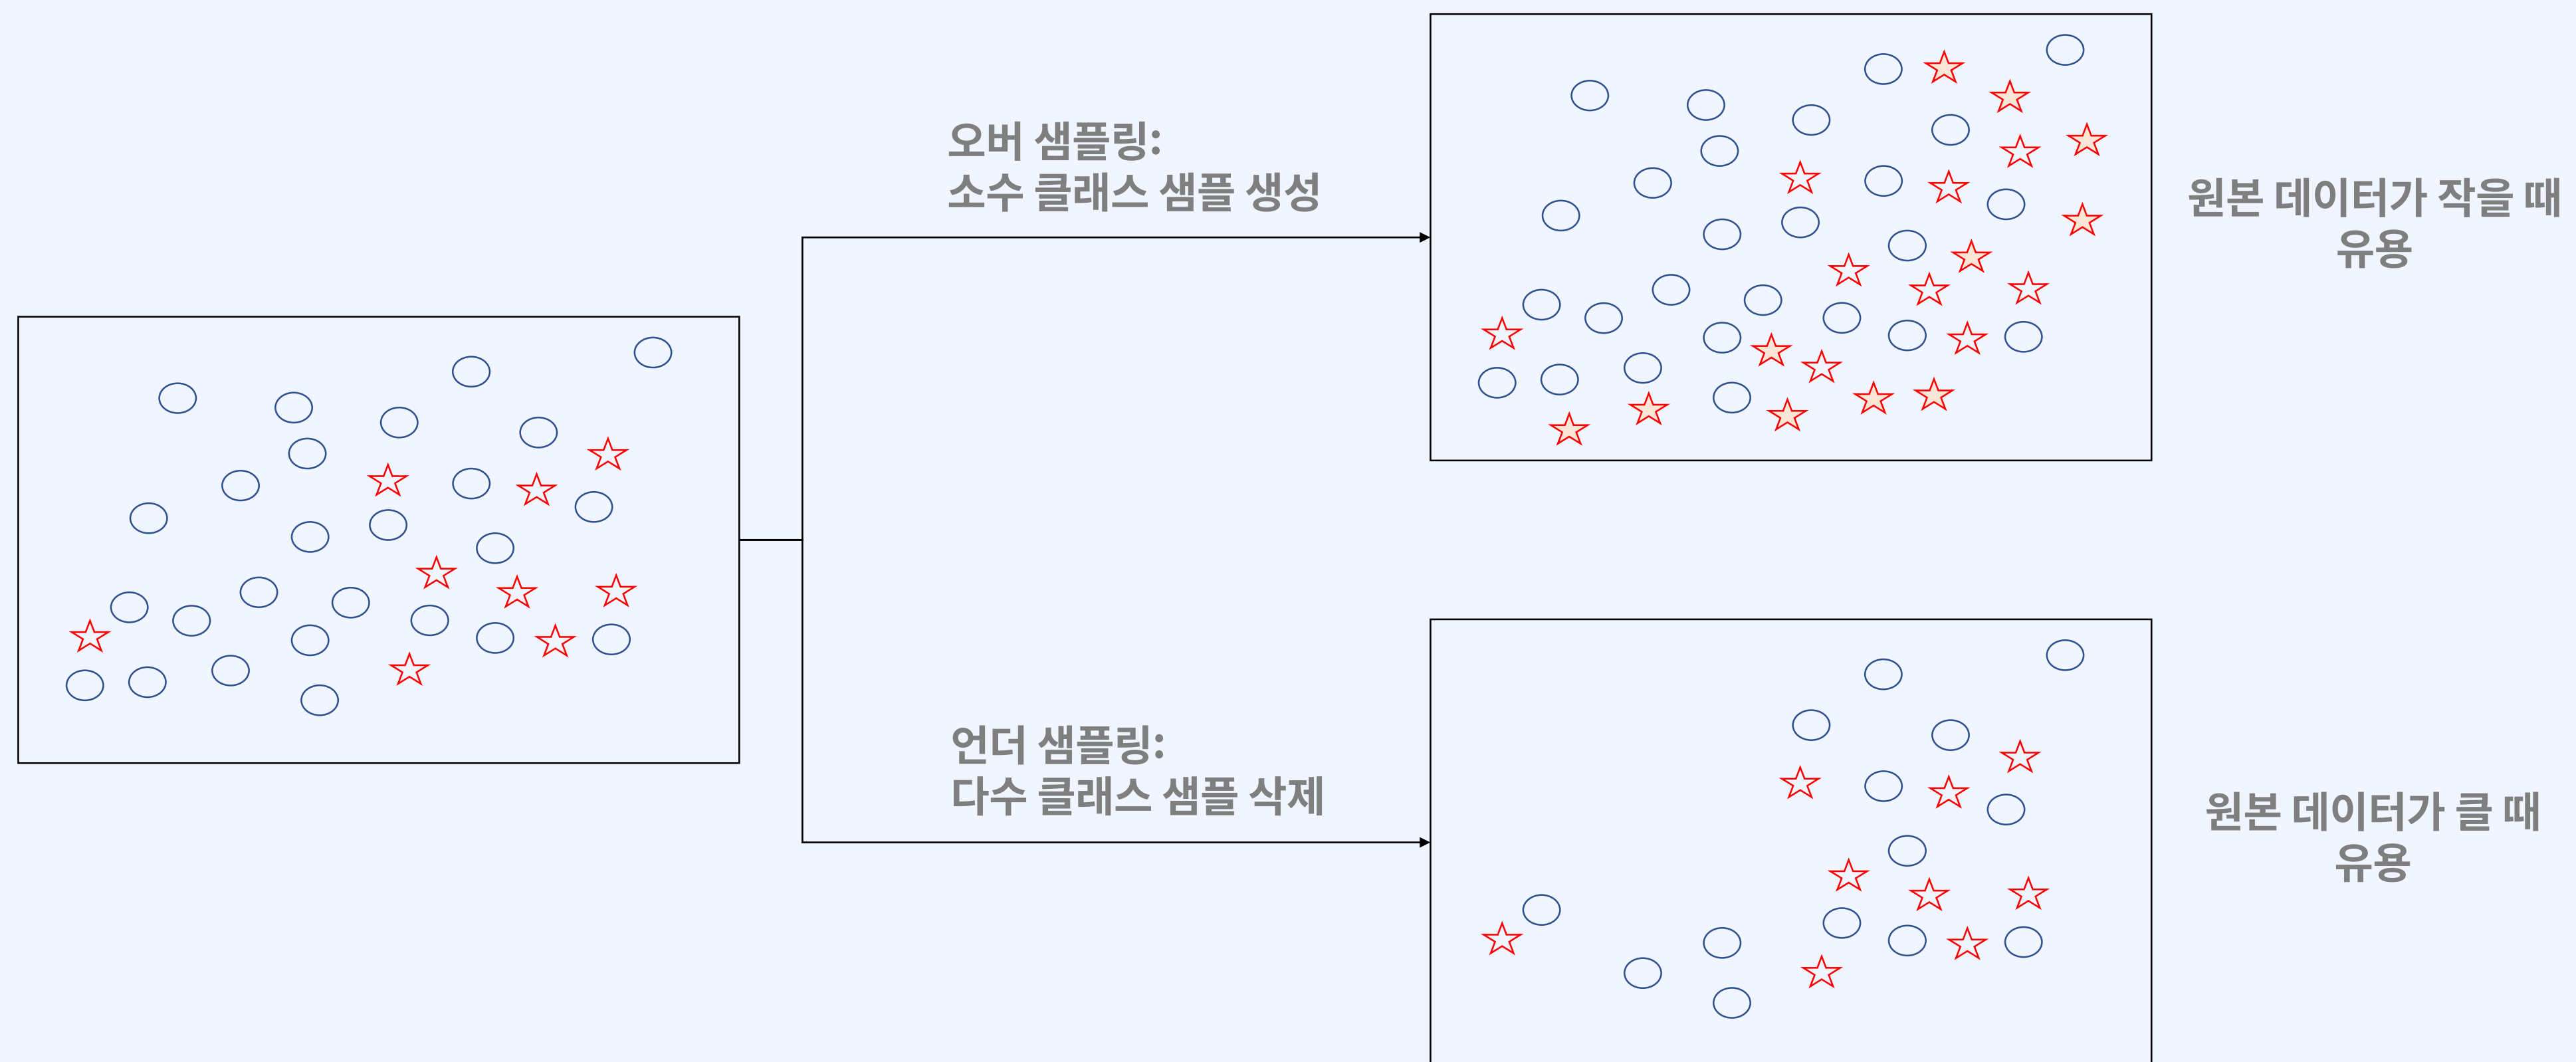 오버 샘플링:
소수 클래스 샘플 생성
원본 데이터가 작을 때
유용
언더 샘플링:
다수 클래스 샘플 삭제
원본 데이터가 클 때
유용